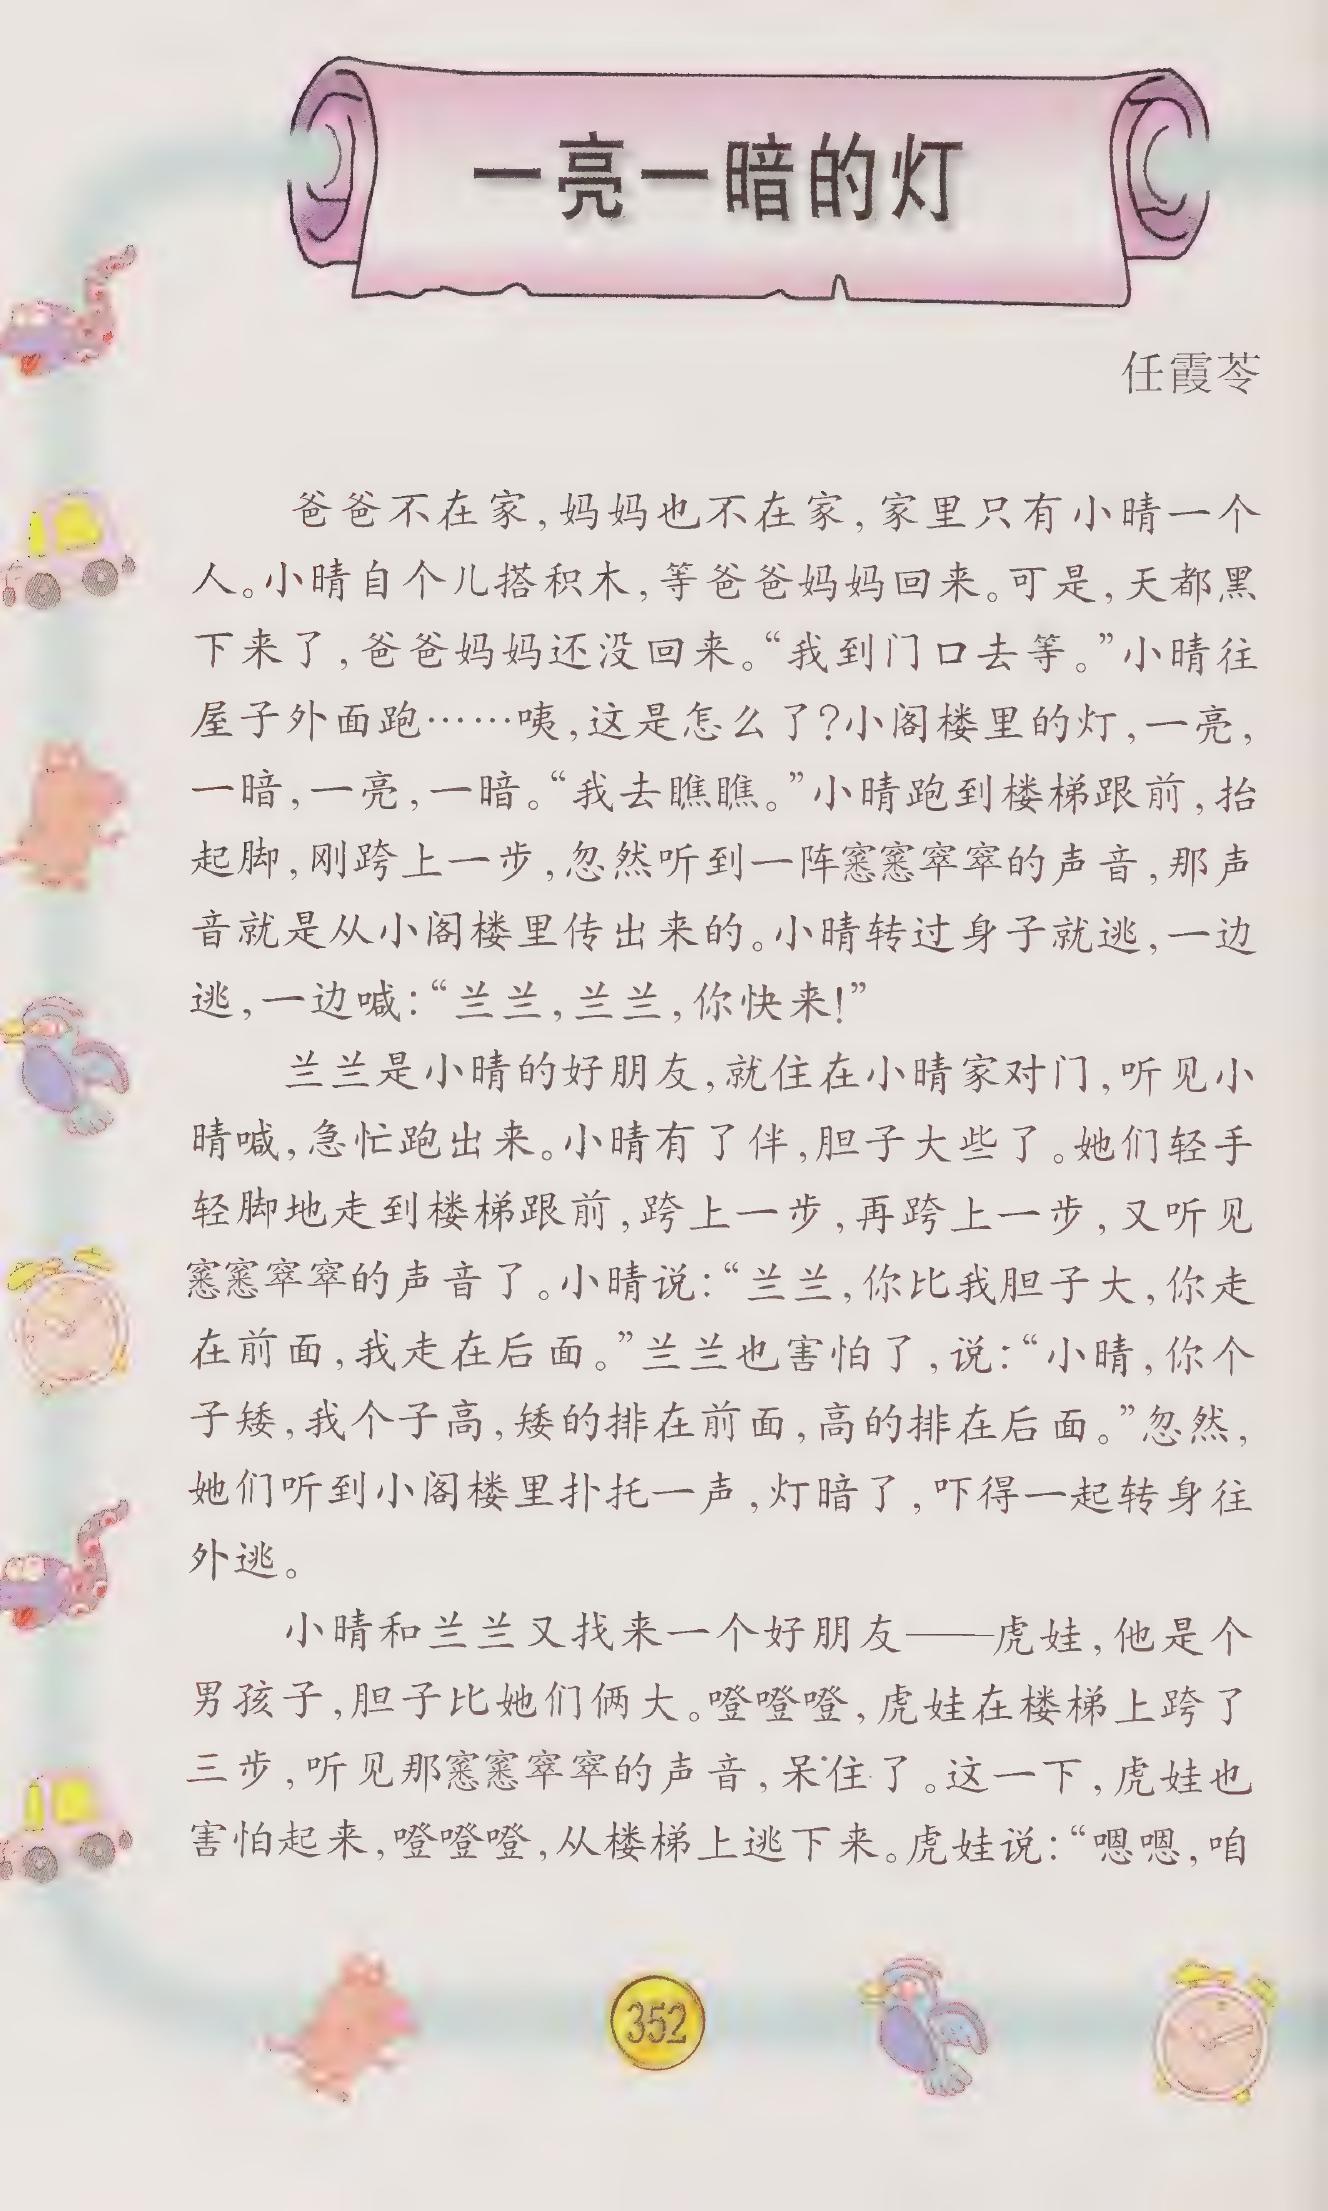 一亮一暗的灯
任霞苓
爸爸不在家,妈妈也不在家,家里只有小晴一个
人。小晴自个儿搭积木,等爸爸妈妈回来。可是,天都黑
下来了,爸爸妈妈还没回来。“我到门口去等。”小晴往
屋子外面跑……咦,这是怎么了?小阁楼里的灯,一亮,
一暗,一亮,一暗。“我去瞧瞧。”小晴跑到楼梯跟前,抬
起脚,刚跨上一步,忽然听到一阵窸窸窣窣的声音,那声
音就是从小阁楼里传出来的。小晴转过身子就逃,一边
逃,一边喊:“兰兰,兰兰,你快来!”
兰兰是小晴的好朋友,就住在小晴家对门,听见小
晴喊,急忙跑出来。小晴有了伴,胆子大些了。她们轻手
轻脚地走到楼梯跟前,跨上一步,再跨上一步,又听见
窸窸窣窣的声音了。小晴说:“兰兰,你比我胆子大,你走
在前面,我走在后面。”兰兰也害怕了,说:“小晴,你个
子矮,我个子高,矮的排在前面,高的排在后面。”忽然,
她们听到小阁楼里扑托一声,灯暗了,吓得一起转身往
外逃。
小晴和兰兰又找来一个好朋友——虎娃,他是个
男孩子,胆子比她们俩大。噔噔噔,虎娃在楼梯上跨了
三步,听见那窸窸窣窣的声音,呆住了。这一下,虎娃也
害怕起来,噔噔噔,从楼梯上逃下来。虎娃说:“嗯嗯,咱
352